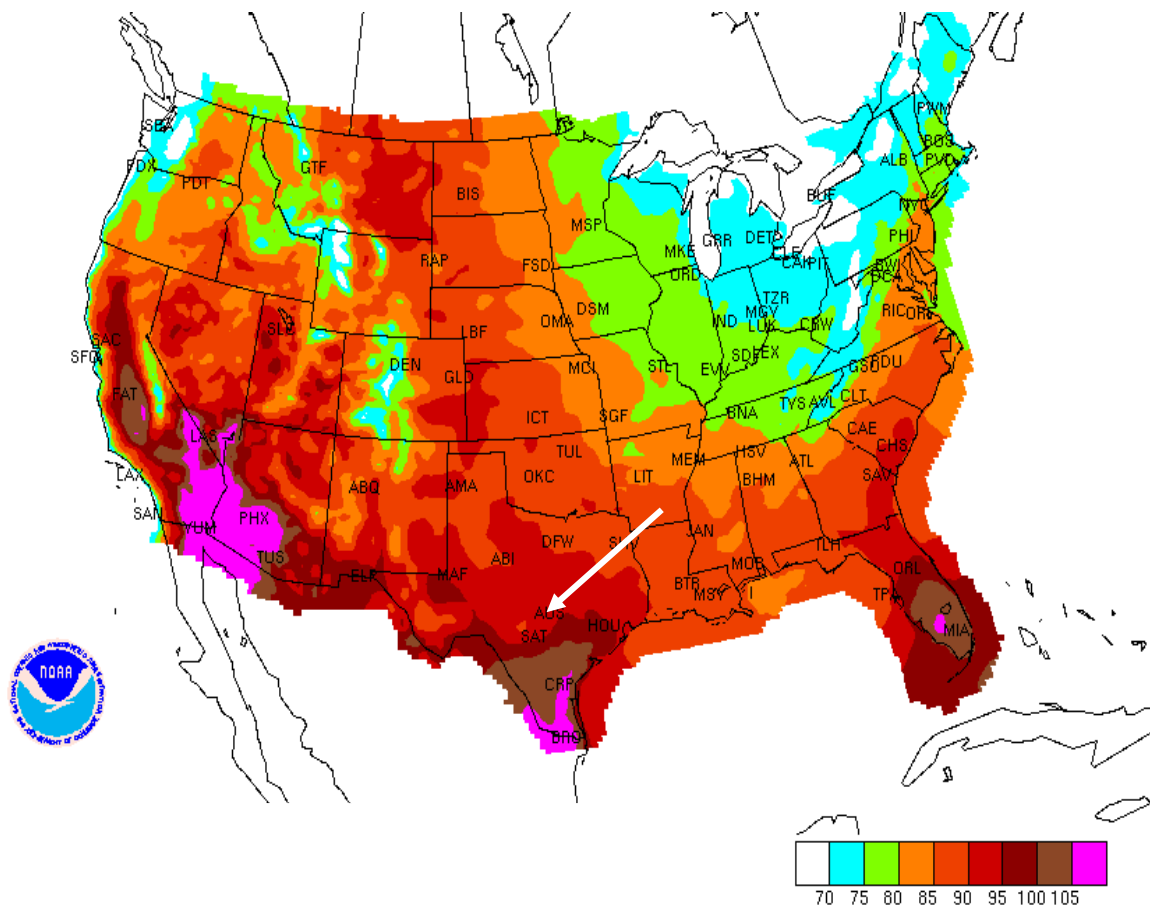 PWM
SEA
BOS
ALB
PVD
PDX
GTF
PDT
BUF
BIS
NYC
MSP
PHL
GRR
DET
MKE
CLE
RAP
FSD
CAK
PIT
ORD
BWI
DCA
TZR
DSM
MGY
RIC
ORF
OMA
IND
LUK
CRW
LBF
SLC
SAC
SFO
SDF
LEX
DEN
MCI
STL
EVV
GSO
RDU
GLD
FAT
TYS
AVL
CLT
ICT
SGF
BNA
LAS
CAE
CHS
TUL
HSV
LAX
OKC
LIT
MEM
ATL
SAV
ABQ
AMA
BHM
SAN
PHX
YUM
JAN
DFW
SHV
TLH
TUS
ABI
MOB
ELP
MAF
ORL
BTR
MSY
TPA
AUS
HOU
SAT
MIA
CRP
BRO
NOAA
70 75 80 85 90 95 100 105